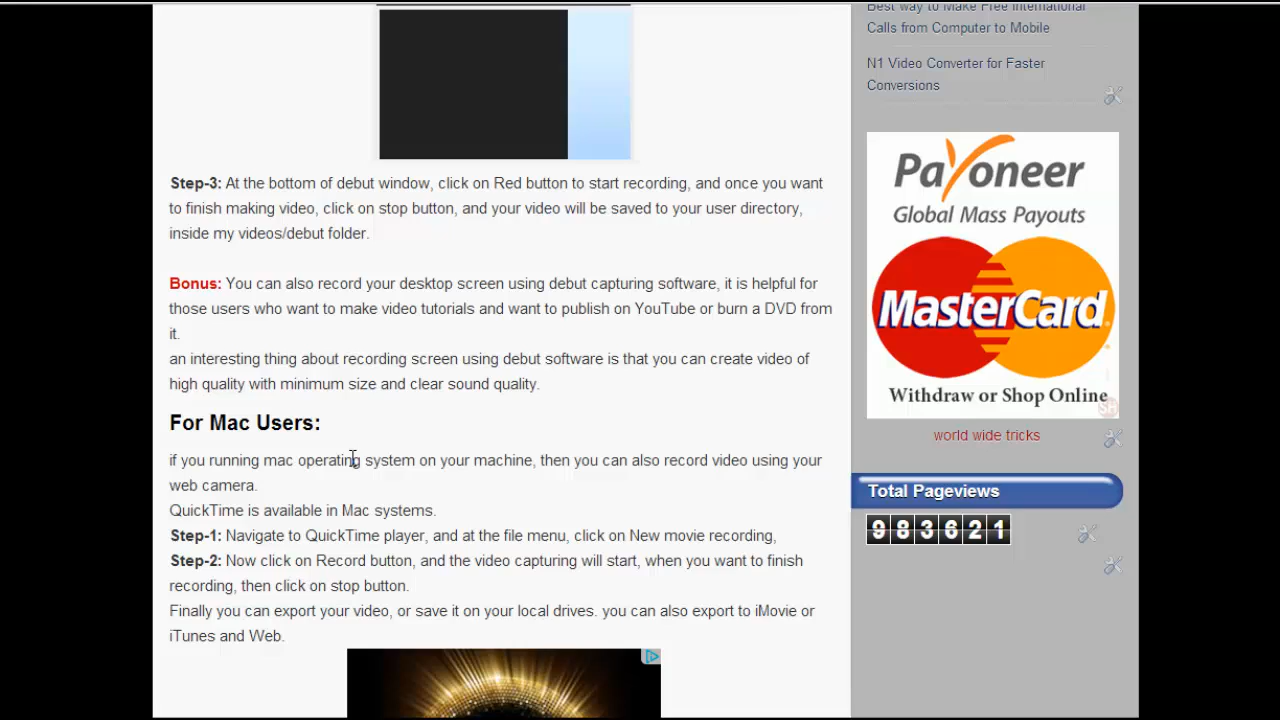 Best way to Make Free International
Calls from Computer to Mobile
N1 Video Converter for Faster
Conversions
Payoneer
Global Mass Payouts
MasterCard
Withdraw or Shop Online
world wide tricks
Total Pageviews
983621
Step-3: At the bottom of debut window, click on Red button to start recording, and once you want
to finish making video, click on stop button, and your video will be saved to your user directory,
inside my videos/debut folder.
Bonus: You can also record your desktop screen using debut capturing software, it is helpful for
those users who want to make video tutorials and want to publish on YouTube or burn a DVD from
it.
an interesting thing about recording screen using debut software is that you can create video of
high quality with minimum size and clear sound quality.
For Mac Users:
if you running mac operating system on your machine, then you can also record video using your
web camera.
QuickTime is available in Mac systems.
Step-1: Navigate to QuickTime player, and at the file menu, click on New movie recording,
Step-2: Now click on Record button, and the video capturing will start, when you want to finish
recording, then click on stop button.
Finally you can export your video, or save it on your local drives. you can also export to iMovie or
iTunes and Web.